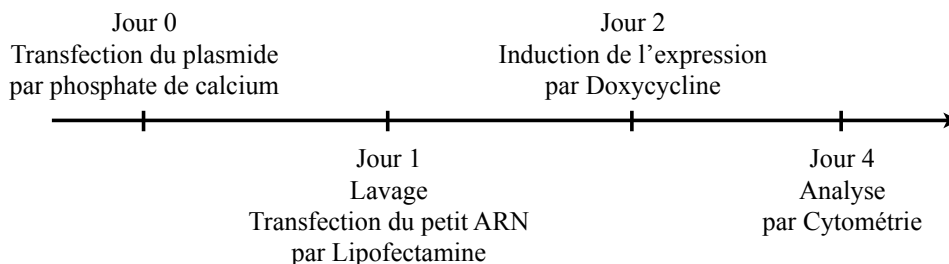 Jour 0
Transfection du plasmide
par phosphate de calcium
Jour 1
Lavage
Transfection du petit ARN
par Lipofectamine
Jour 2
Induction de l’expression
par Doxycycline
Jour 4
Analyse
par Cytométrie